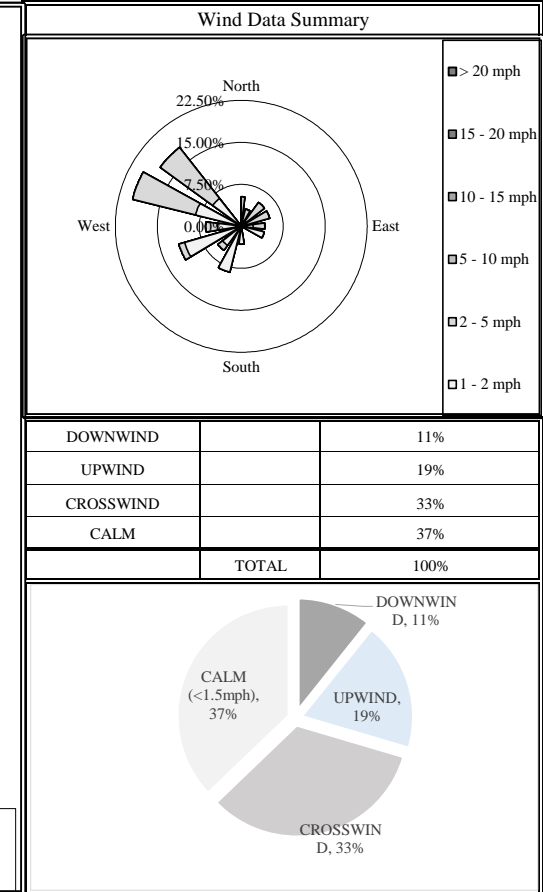 Wind Data Summary
North
22.50%
15.00%
7.50%
0.00%
West
East
South
> 20 mph
15 - 20 mph
10 - 15 mph
5 - 10 mph
2 - 5 mph
1 - 2 mph
DOWNWIND 11%
UPWIND 19%
CROSSWIND 33%
CALM 37%
TOTAL 100%
DOWNWIN
D, 11%
UPWIND,
19%
CROSSWIN
D, 33%
CALM
(<1.5mph),
37%